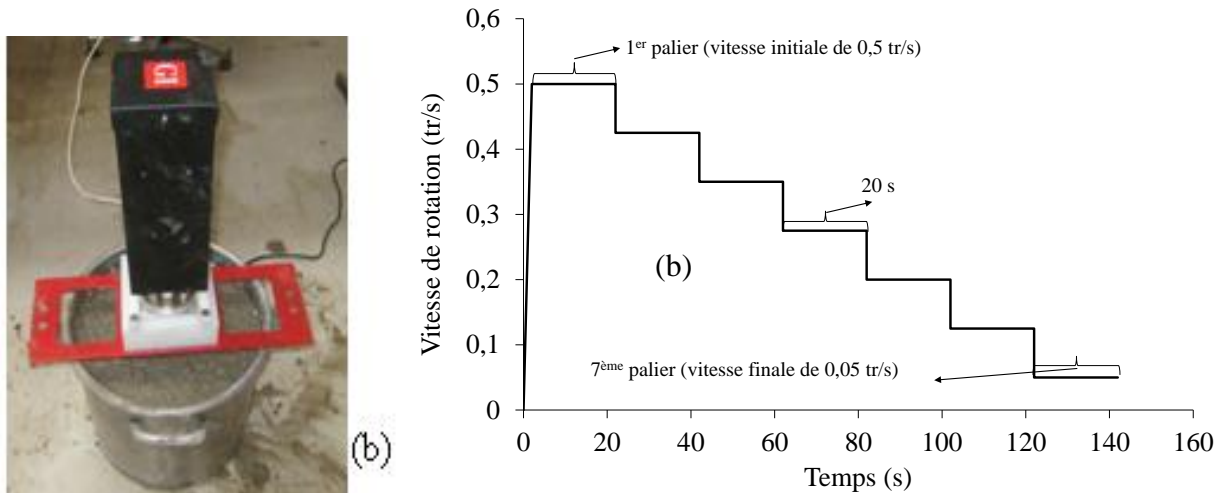 (b)
Vitesse de rotation (tr/s)
0,6
0,5
0,4
0,3
0,2
0,1
0
1er palier (vitesse initiale de 0,5 tr/s)
20 s
(b)
7ème palier (vitesse finale de 0,05 tr/s)
0 20 40 60 80 100 120 140 160
Temps (s)